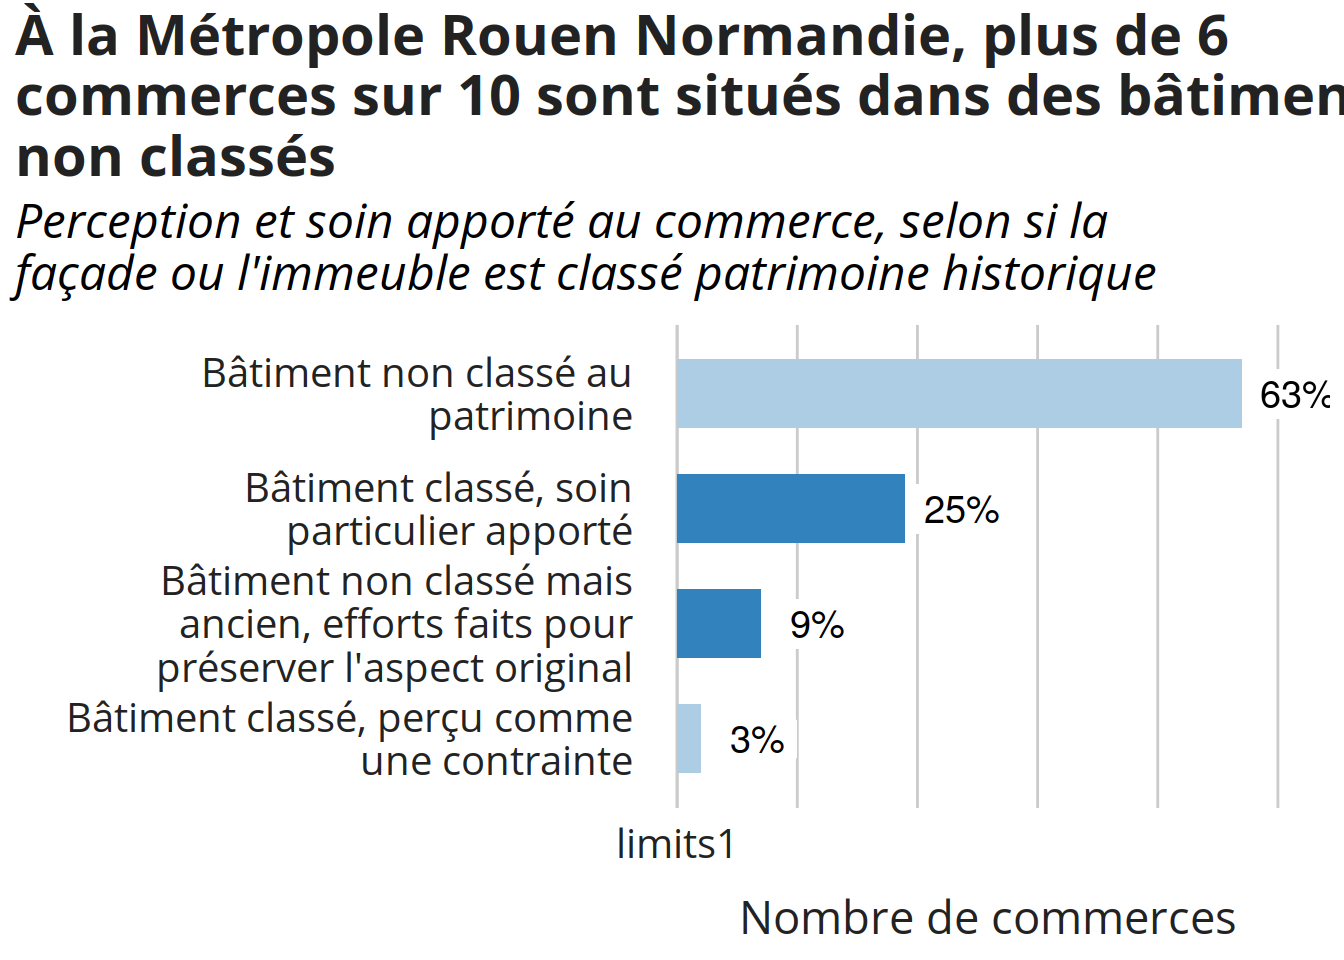 À la Métropole Rouen Normandie, plus de 6
commerces sur 10 sont situés dans des bâtimen
non classés
Perception et soin apporté au commerce, selon si la
façade ou l'immeuble est classé patrimoine historique
Bâtiment non classé au
patrimoine
63%
Bâtiment classé, soin
particulier apporté
25%
Bâtiment non classé mais
ancien, efforts faits pour
préserver l'aspect original
9%
Bâtiment classé, perçu comme
une contrainte
3%
limits1
Nombre de commerces